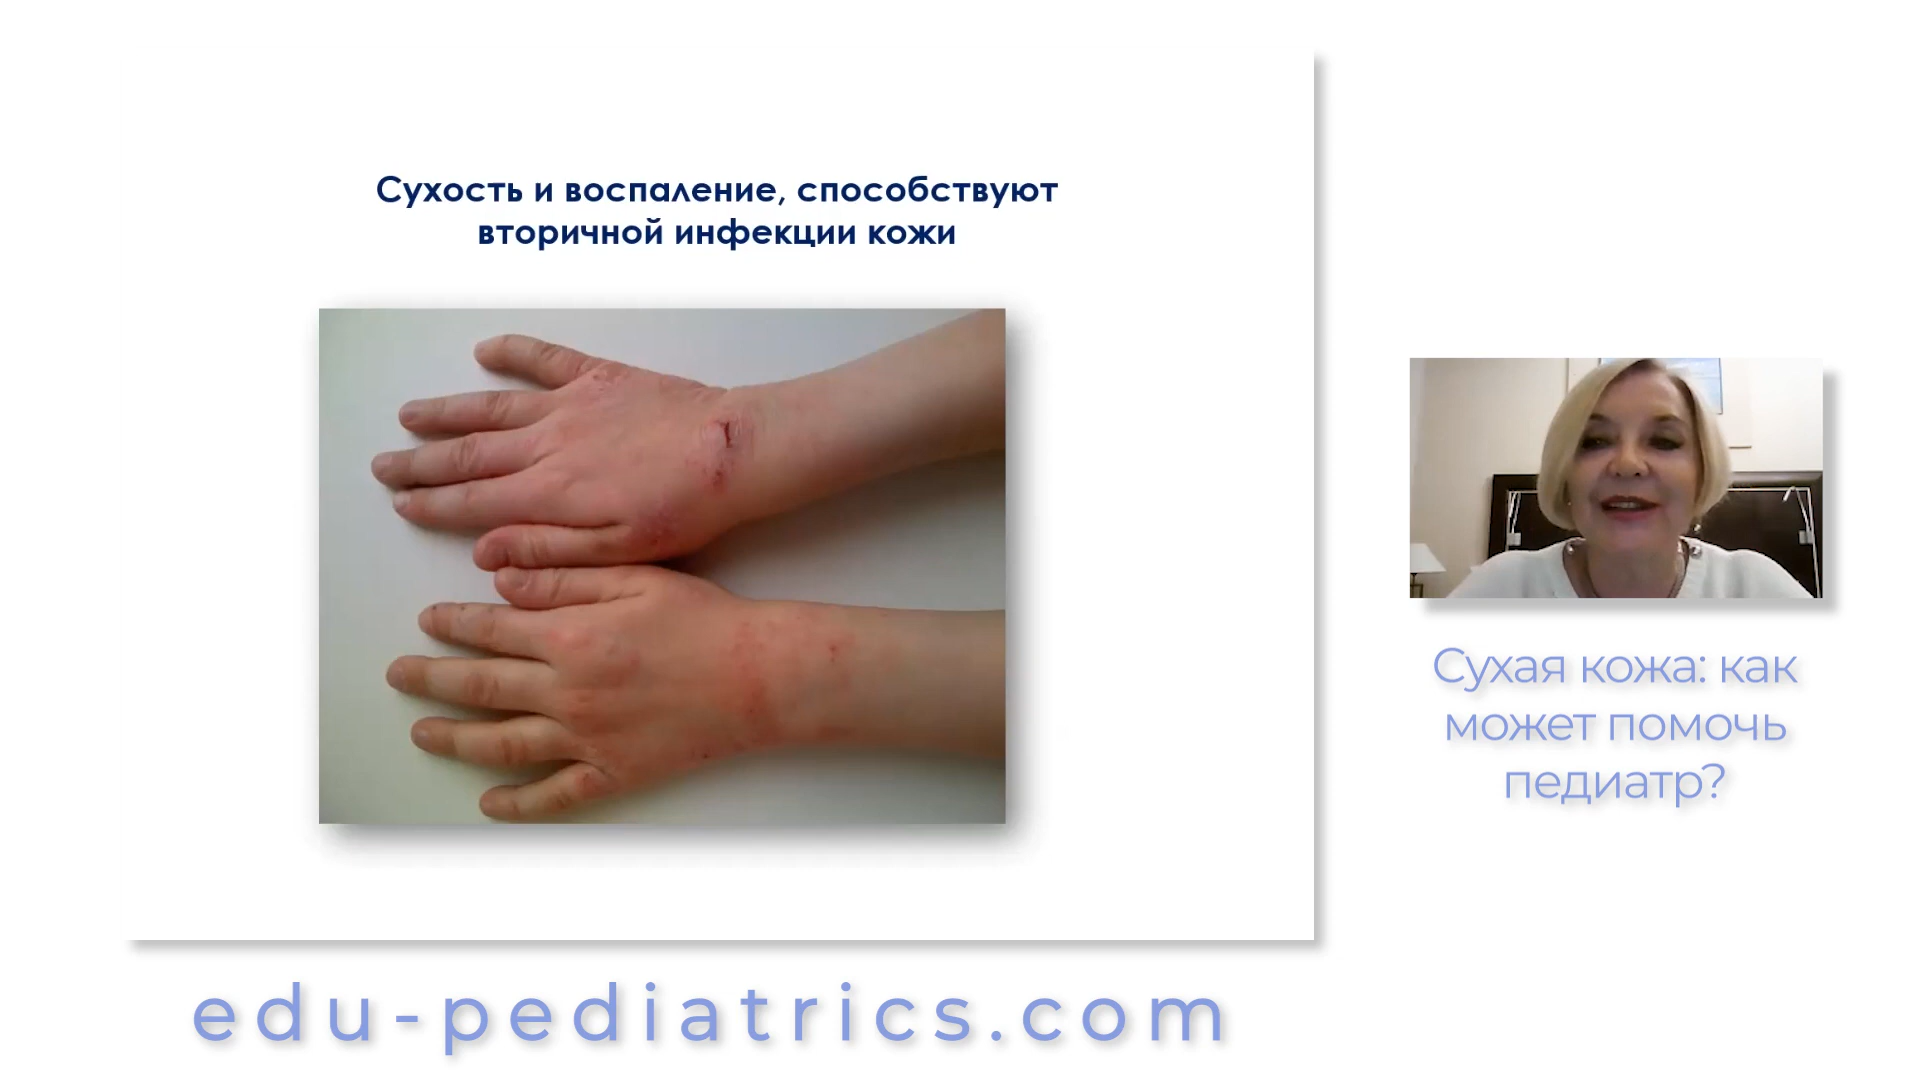 Сухость и воспаление, способствуют
вторичной инфекции кожи
Сухая кожа: как
может помочь
педиатр?
edu-pediatrics.com